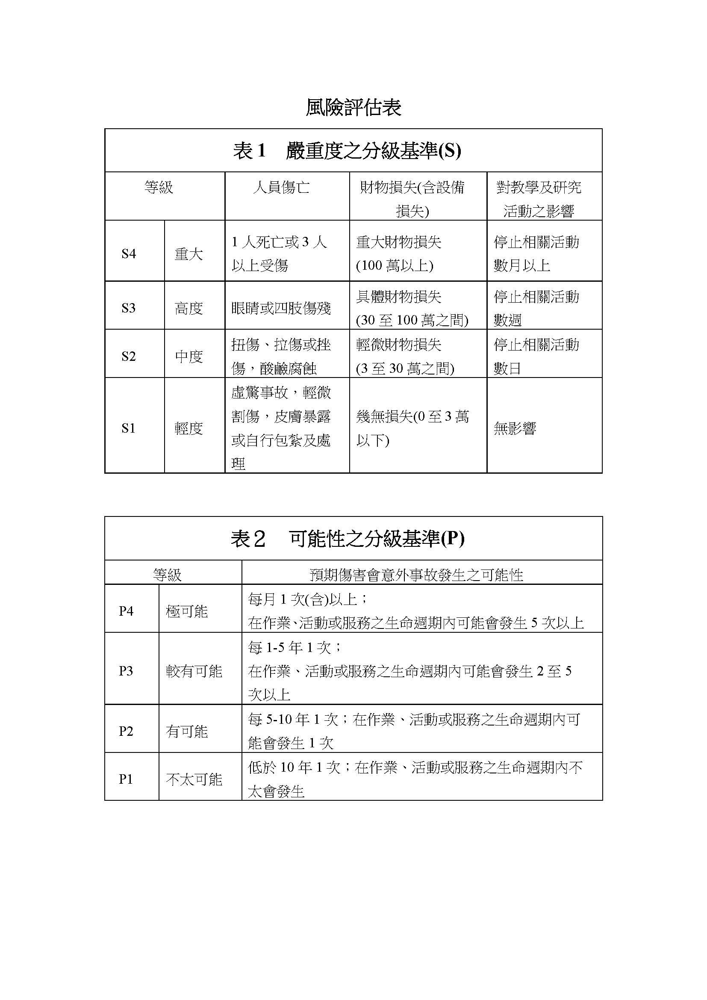 風險評估表
表 1　嚴重度之分級基準(S)
等級
人員傷亡
財物損失(含設備
損失)
對教學及研究
活動之影響
S4
重大
1 人死亡或 3 人
以上受傷
重大財物損失
(100 萬以上)
停止相關活動
數月以上
S3
高度
眼睛或四肢傷殘
具體財物損失
(30 至 100 萬之間)
停止相關活動
數週
S2
中度
扭傷、拉傷或挫
傷，酸鹼腐蝕
輕微財物損失
(3 至 30 萬之間)
停止相關活動
數日
S1
輕度
虛驚事故，輕微
割傷，皮膚暴露
或自行包紮及處
理
幾無損失(0 至 3 萬
以下)
無影響
表２　可能性之分級基準(P)
等級
預期傷害會意外事故發生之可能性
P4
極可能
每月 1 次(含)以上；
在作業、活動或服務之生命週期內可能會發生 5 次以上
P3
較有可能
每 1-5 年 1 次；
在作業、活動或服務之生命週期內可能會發生 2 至 5
次以上
P2
有可能
每 5-10 年 1 次；在作業、活動或服務之生命週期內可
能會發生 1 次
P1
不太可能
低於 10 年 1 次；在作業、活動或服務之生命週期內不
太會發生